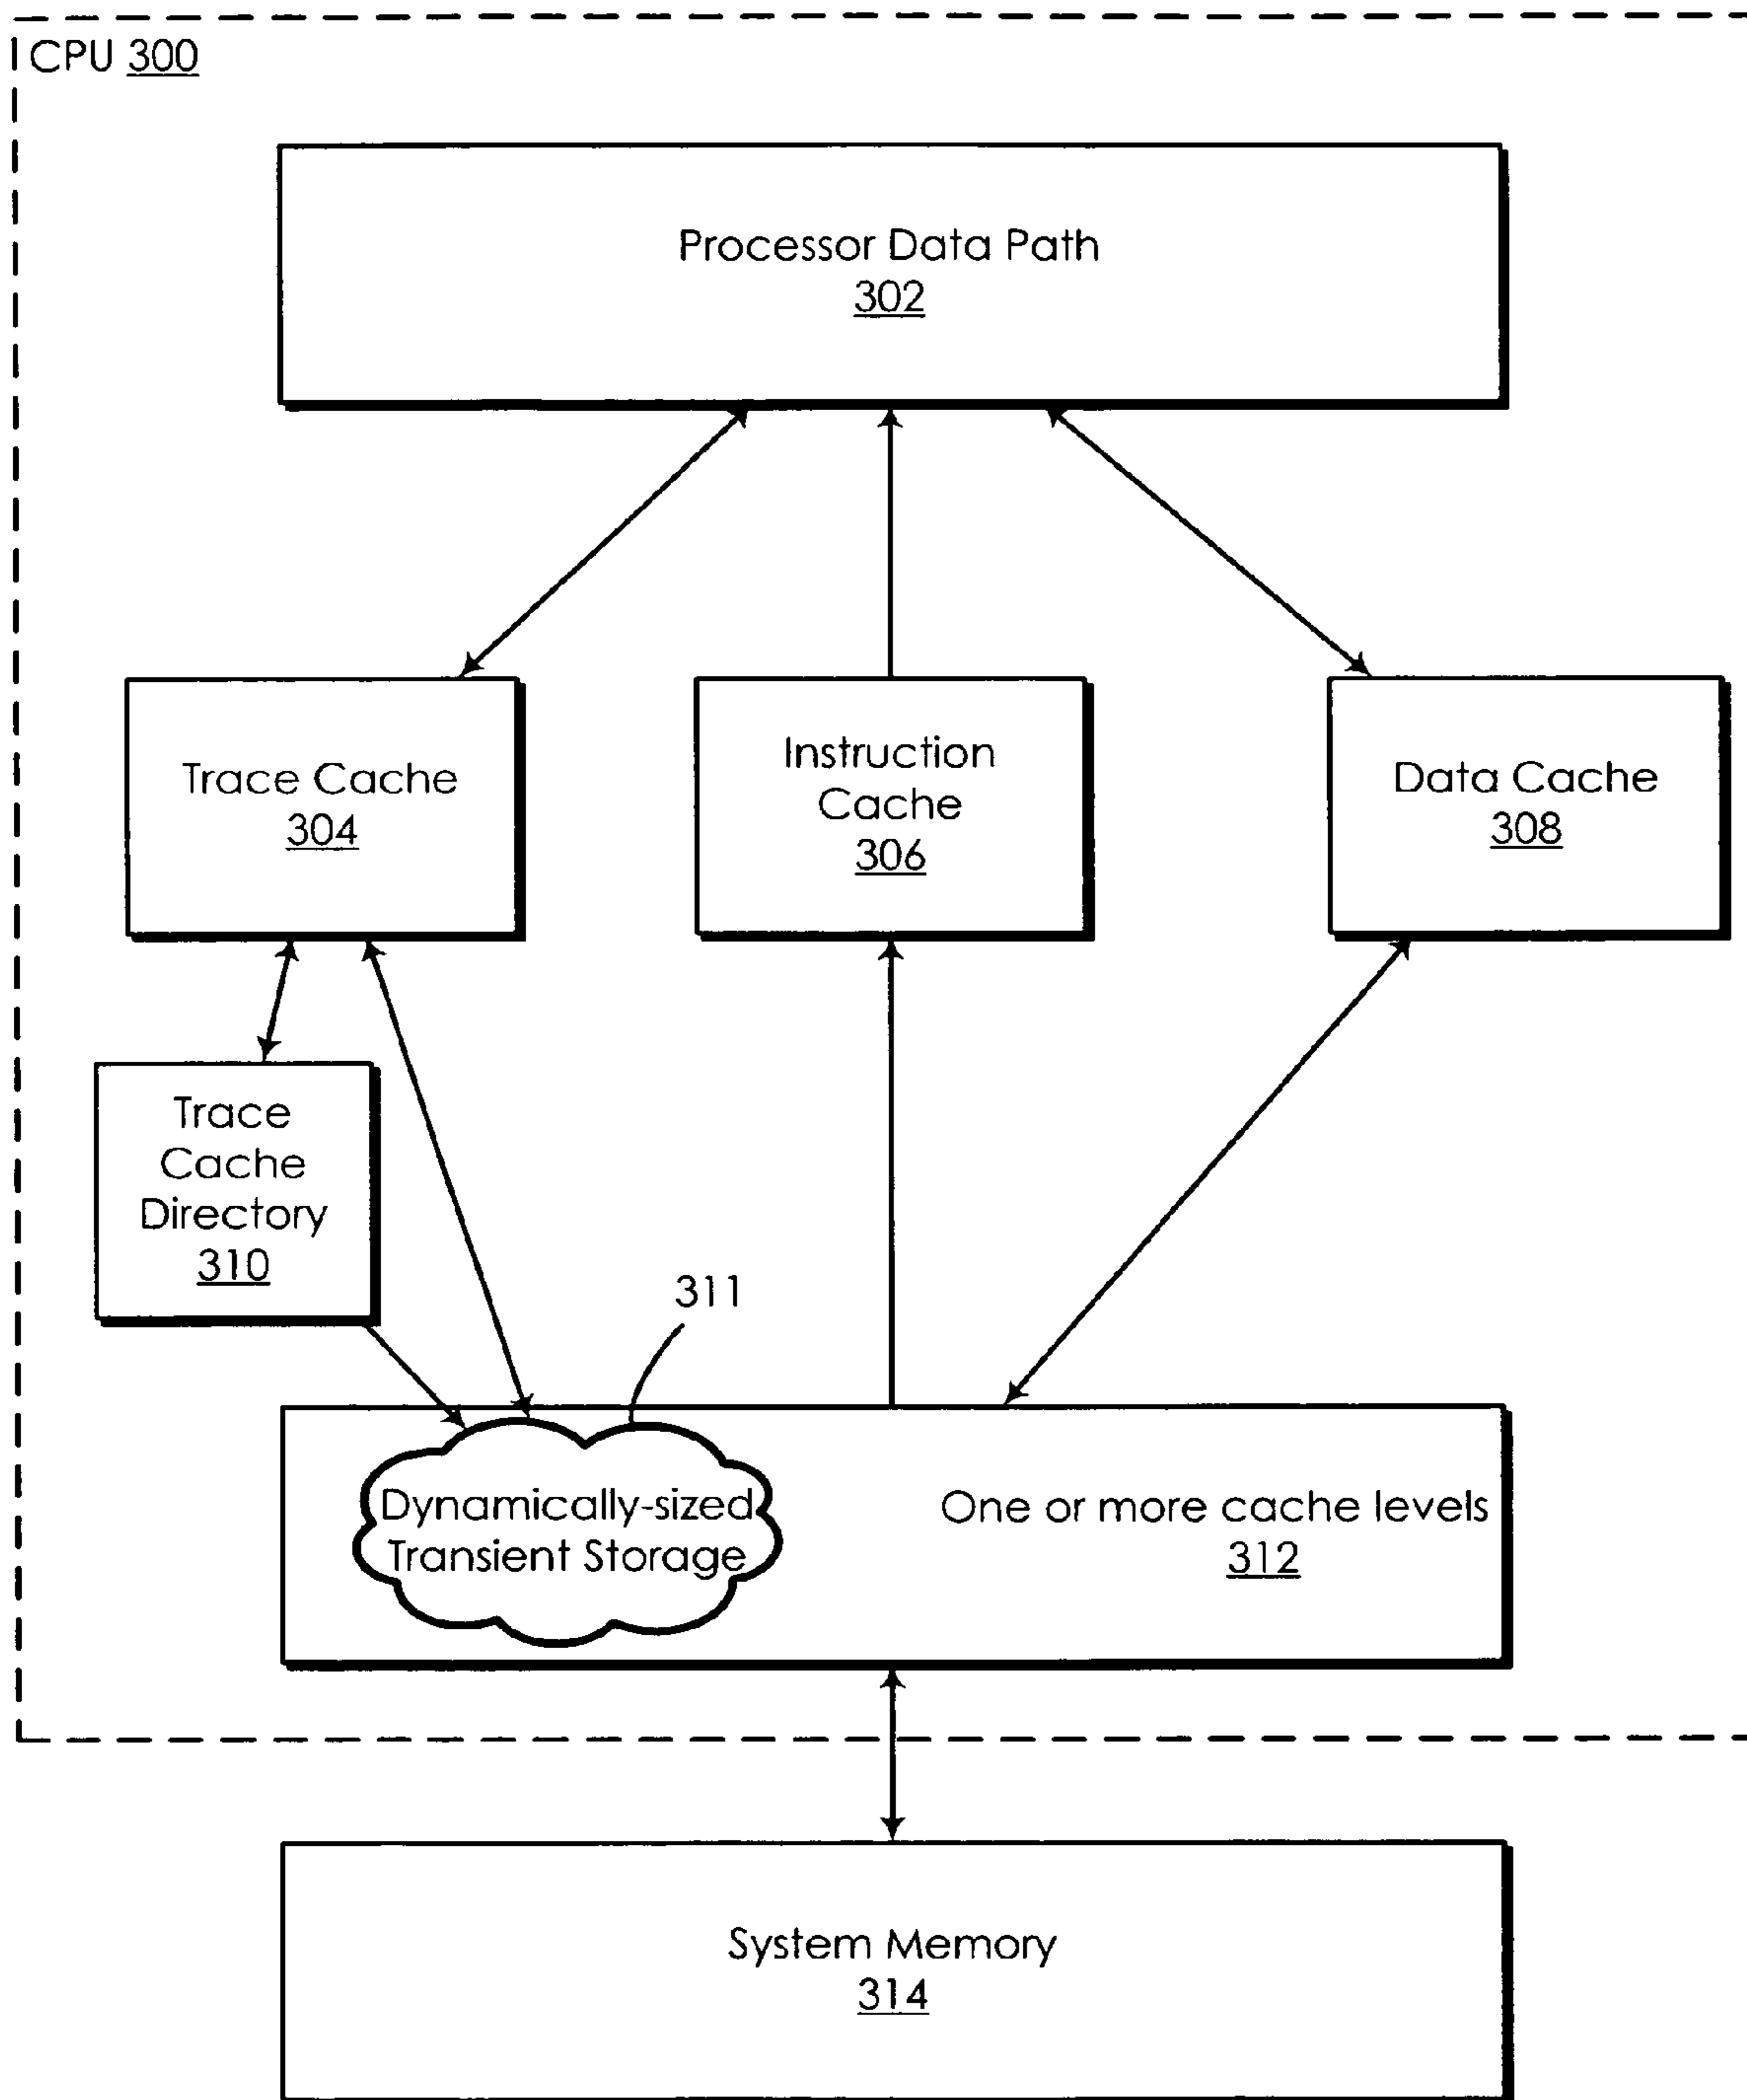 CPU 300
Processor Data Path
302
Trace Cache
304
Instruction
Cache
306
Data Cache
308
Trace
Cache
Directory
310
311
Dynamically-sized
Transient Storage
One or more cache levels
312
System Memory
314